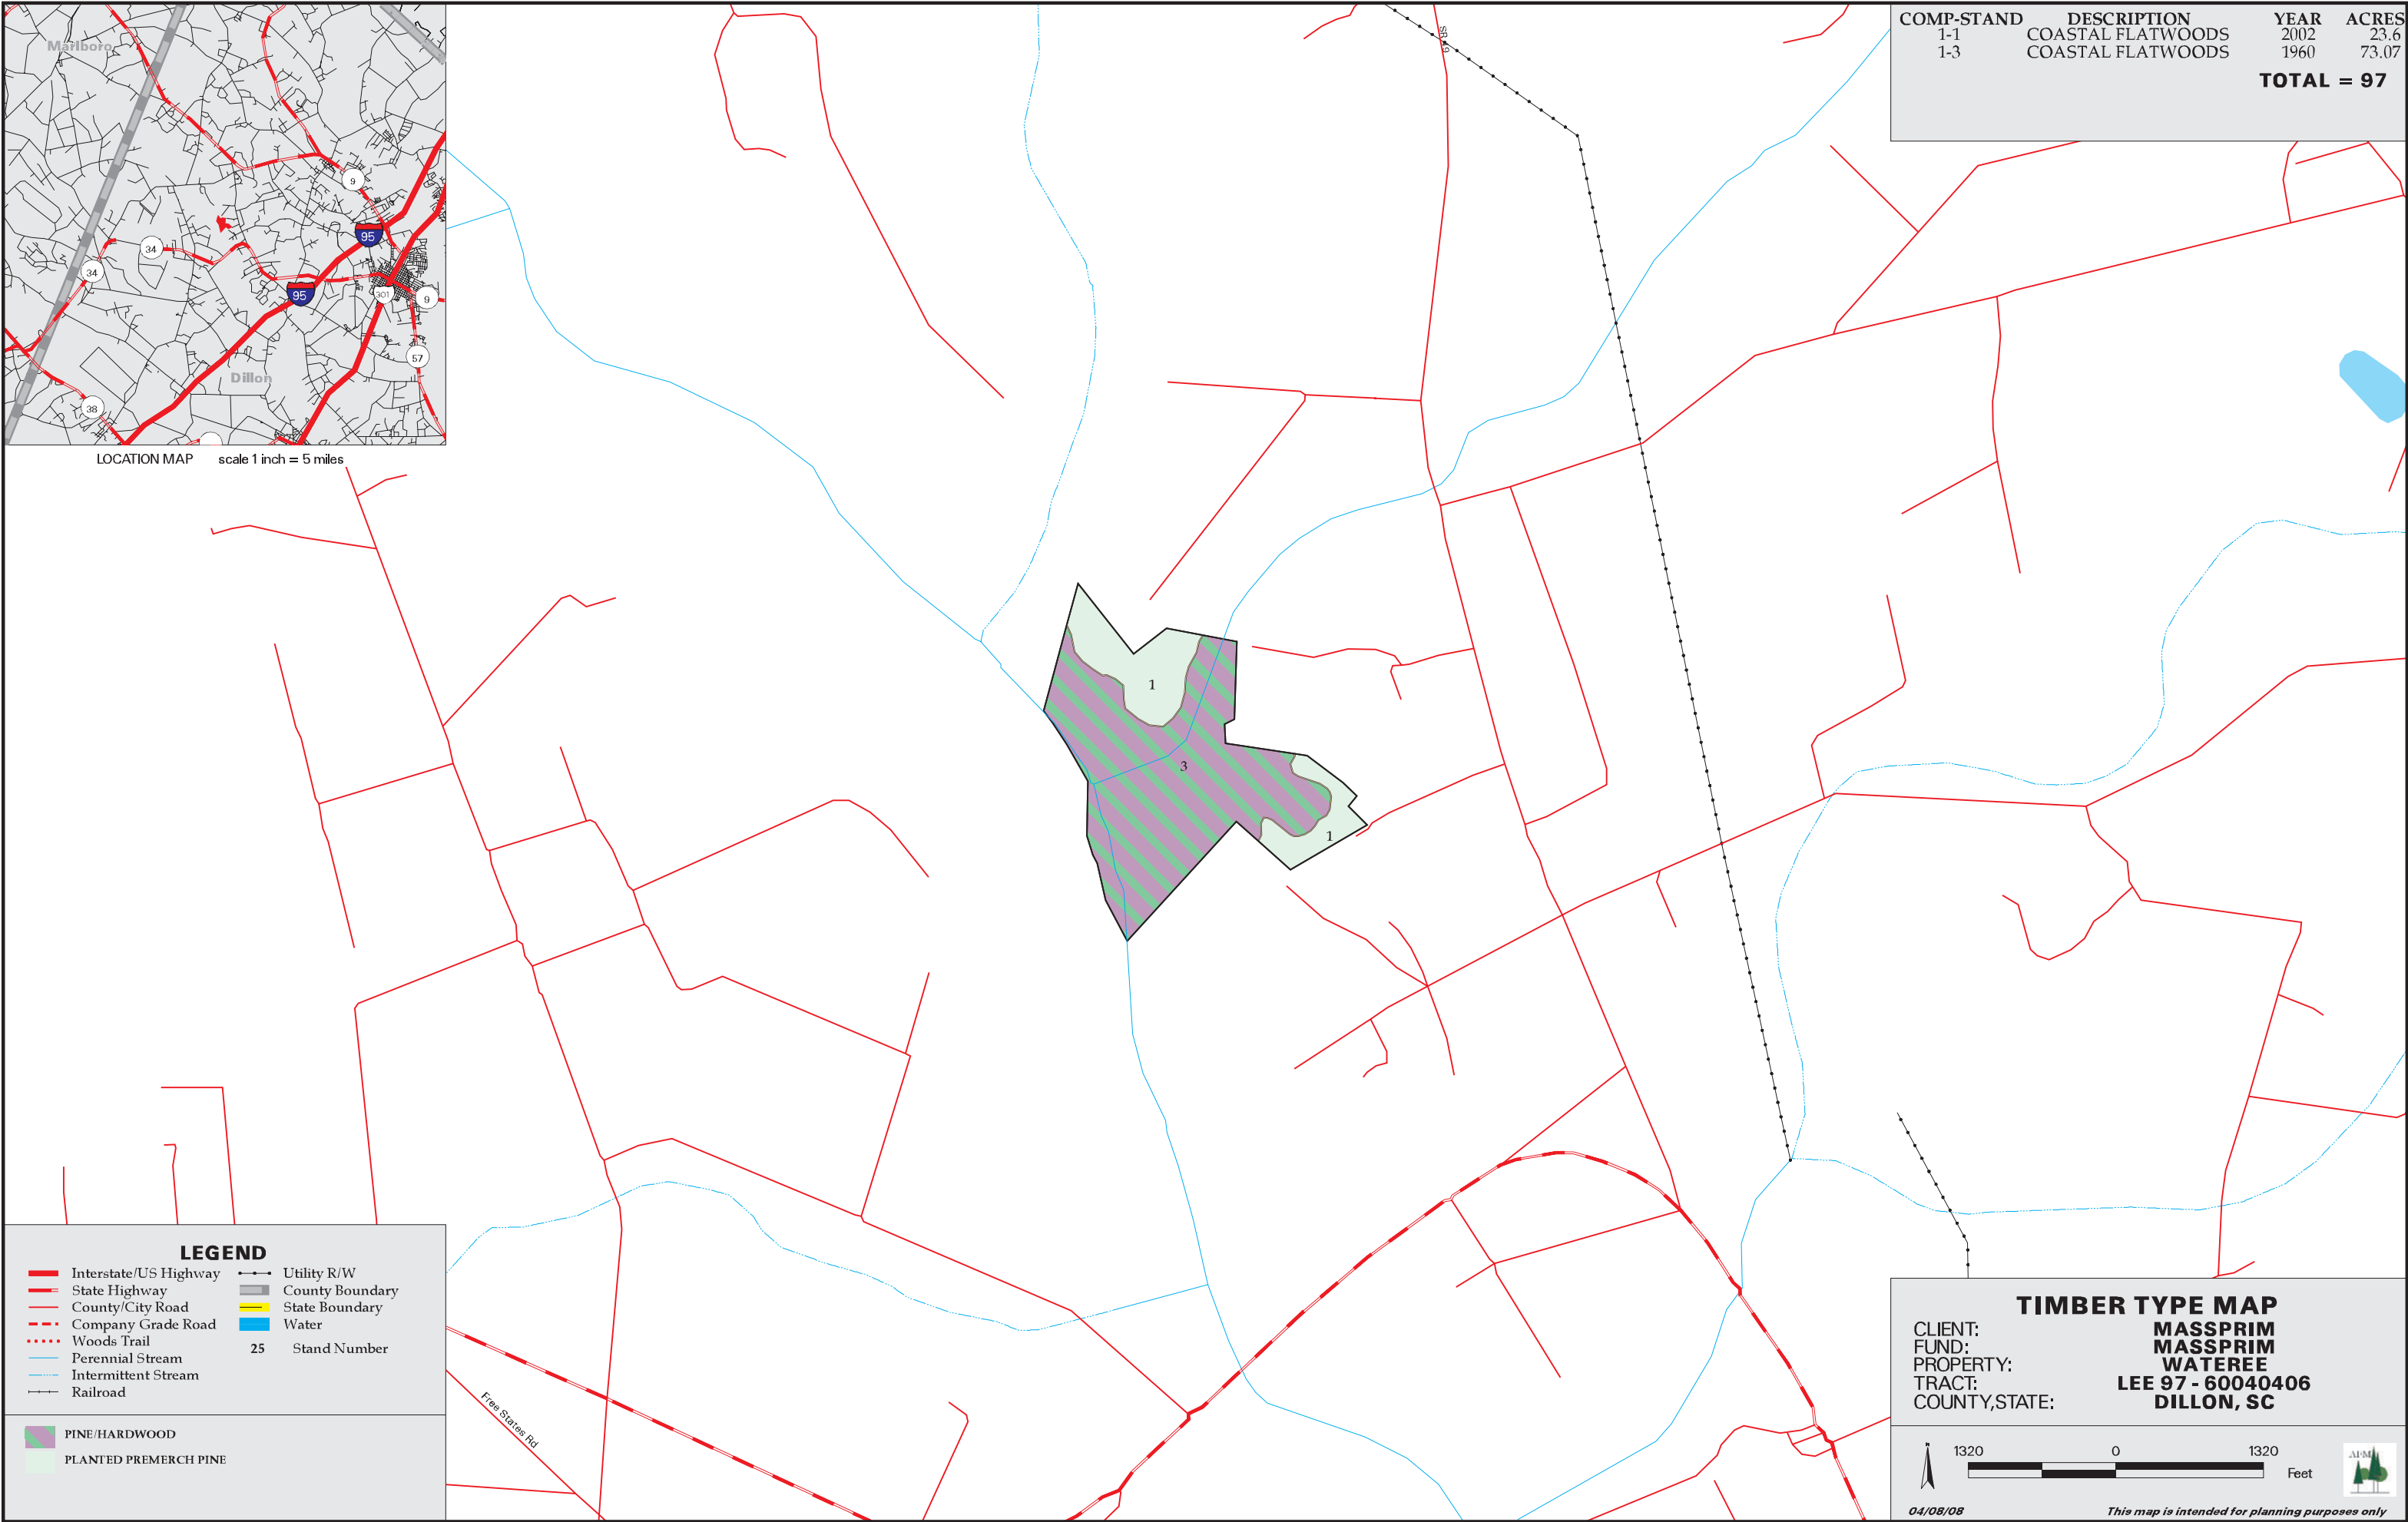 Marlboro
9
95
34
34
95
301
9
57
Dillon
38
LOCATION MAP scale 1 inch = 5 miles
COMP-STAND DESCRIPTION YEAR ACRES
1-1 COASTAL FLATWOODS 2002 23.6
1-3 COASTAL FLATWOODS 1960 73.07
TOTAL = 97
1
3
1
Free States Rd
LEGEND
Interstate/US Highway
State Highway
County/City Road
Company Grade Road
Woods Trail
Perennial Stream
Intermittent Stream
Railroad
Utility R/W
County Boundary
State Boundary
Water
25 Stand Number
PINE/HARDWOOD
PLANTED PREMERCH PINE
TIMBER TYPE MAP
CLIENT: MASSPRIM
FUND: MASSPRIM
PROPERTY: WATEREE
TRACT: LEE 97 - 60040406
COUNTY,STATE: DILLON, SC
1320 0 1320
Feet
04/08/08
This map is intended for planning purposes only